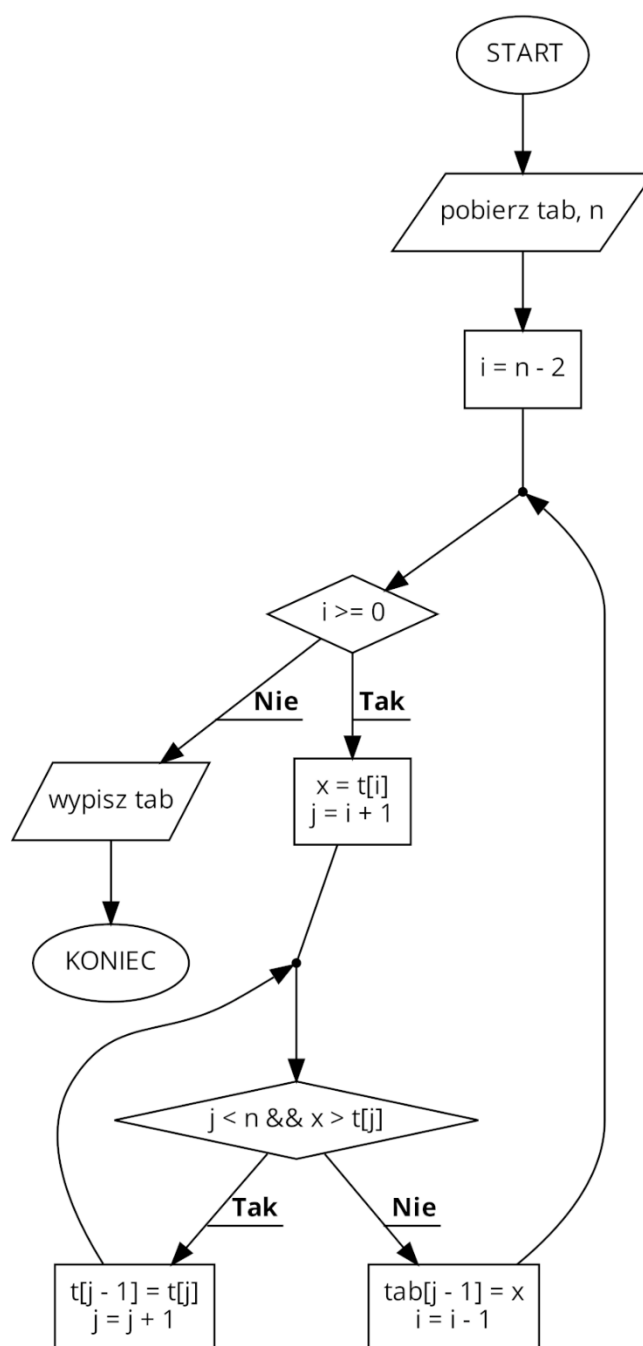 START
pobierz tab, n
i = n - 2
i >= 0
Nie
Tak
wypisz tab
x = t[i]
j = i + 1
KONIEC
j < n && x > t[j]
Tak
Nie
t[j - 1] = t[j]
j = j + 1
tab[j - 1] = x
i = i - 1